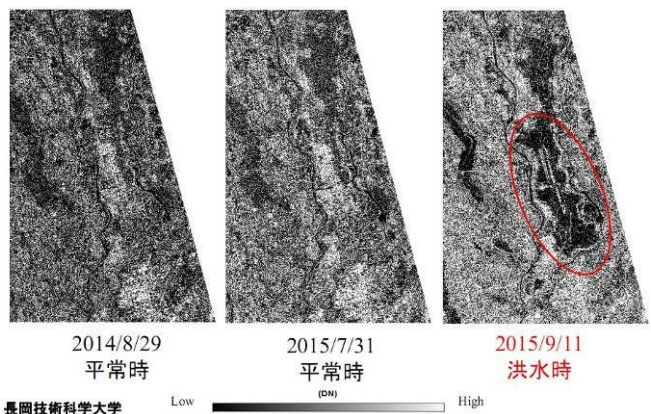 2014/8/29
平常時
2015/7/31
平常時
2015/9/11
洪水時
長岡技術科学大学
Low
(DN)
High